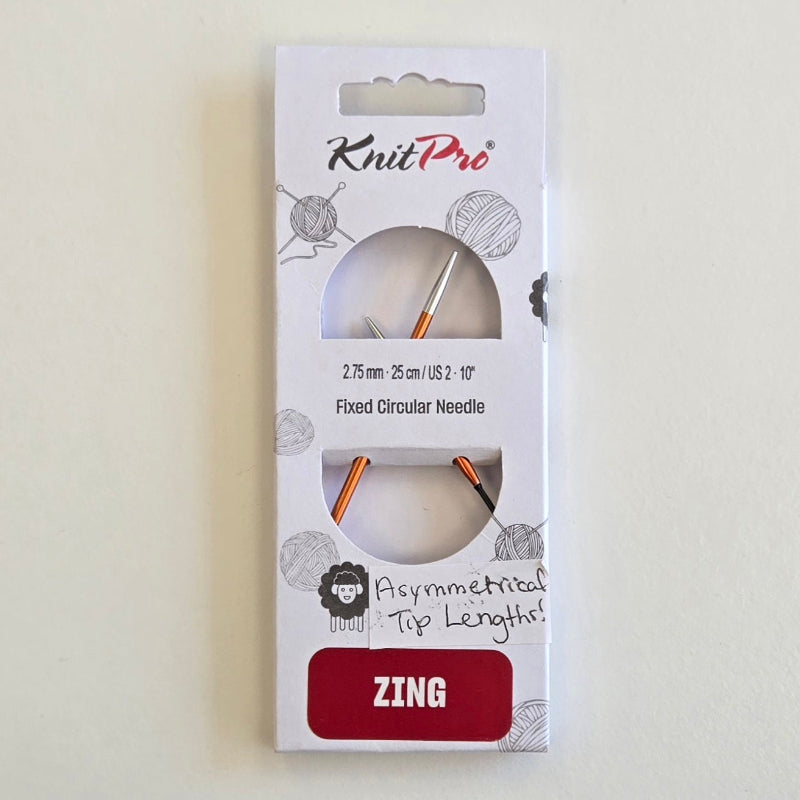 KnitPro®
2.75 mm · 25 cm / US 2 · 10"
Fixed Circular Needle
Asymmetrical
Tip Lengths!
ZING